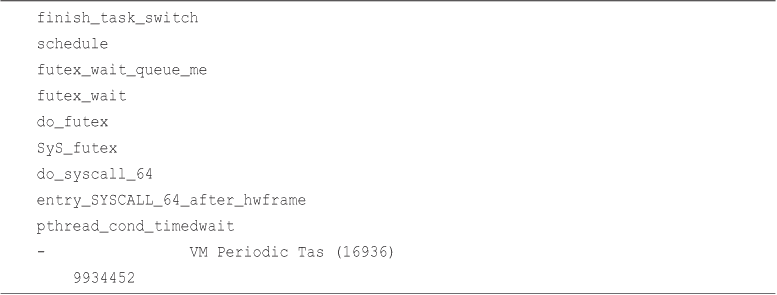 finish_task_switch
schedule
futex_wait_queue_me
futex_wait
do_futex
SyS_futex
do_syscall_64
entry_SYSCALL_64_after_hwframe
pthread_cond_timedwait
- VM Periodic Tas (16936)
9934452